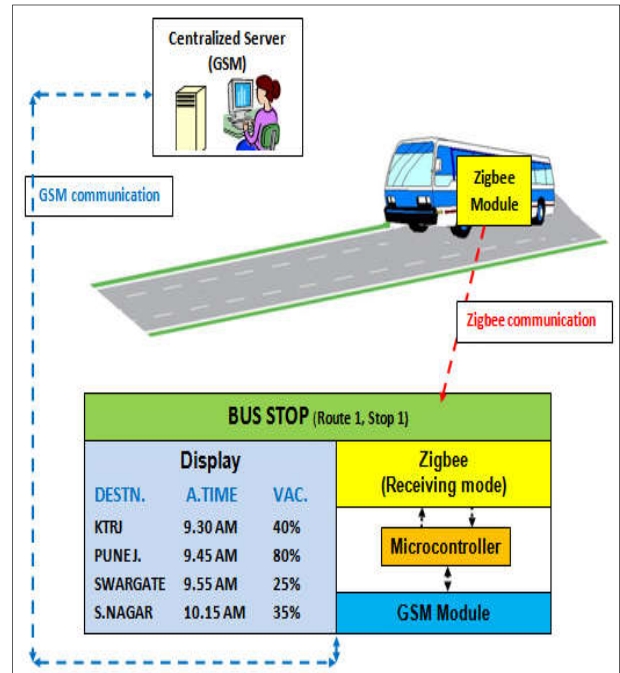 Centralized Server
(GSM)
GSM communication
Zigbee
Module
Zigbee communication
BUS STOP (Route 1, Stop 1)
Display
DESTN. A.TIME VAC.
KTRJ 9.30 AM 40%
PUNE J. 9.45 AM 80%
SWARGATE 9.55 AM 25%
S.NAGAR 10.15 AM 35%
Zigbee
(Receiving mode)
Microcontroller
GSM Module